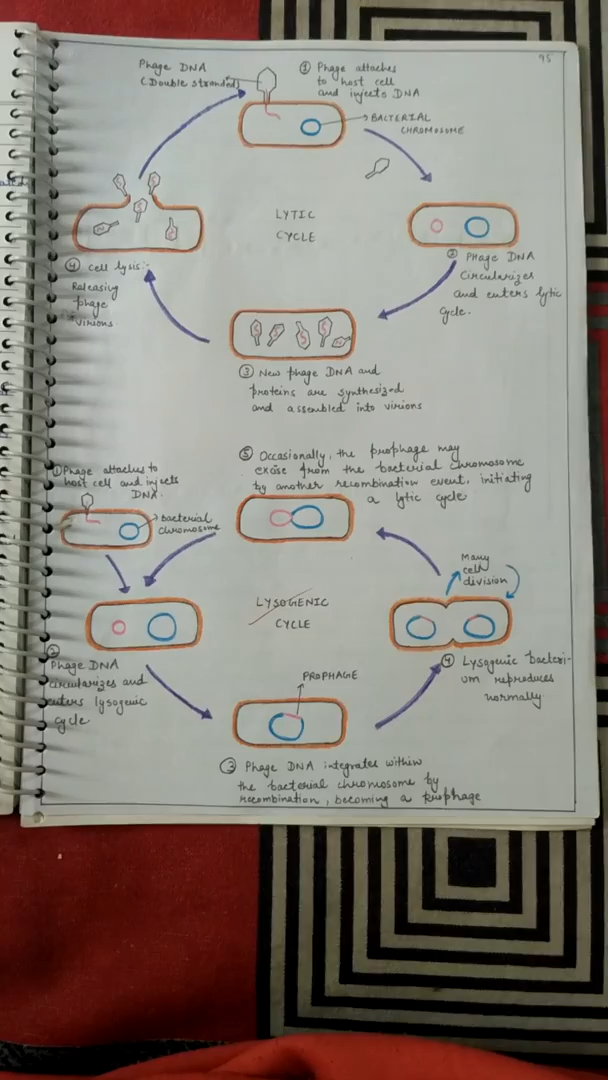 95
Phage DNA
(Double stranded)
① Phage attaches
to host cell
and injects DNA
BACTERIAL
CHROMOSOME
LYTIC
CYCLE
② Phage DNA
circularizes
and enters lytic
cycle.
③ New phage DNA and
proteins are synthesized
and assembled into virions
④ cell lysis:
Releasing
phage
virions
① Phage attaches to
host cell and injects
DNA.
Bacterial
chromosome
⑤ Occasionally, the prophage may
excise from the bacterial chromosome
by another recombination event, initiating
a lytic cycle
LYSOGENIC
CYCLE
Many
cell
division
②
Phage DNA
circularizes and
enters lysogenic
cycle
PROPHAGE
④ Lysogenic bacteri-
um reproduces
normally
③ Phage DNA integrates within
the bacterial chromosome by
recombination, becoming a prophage